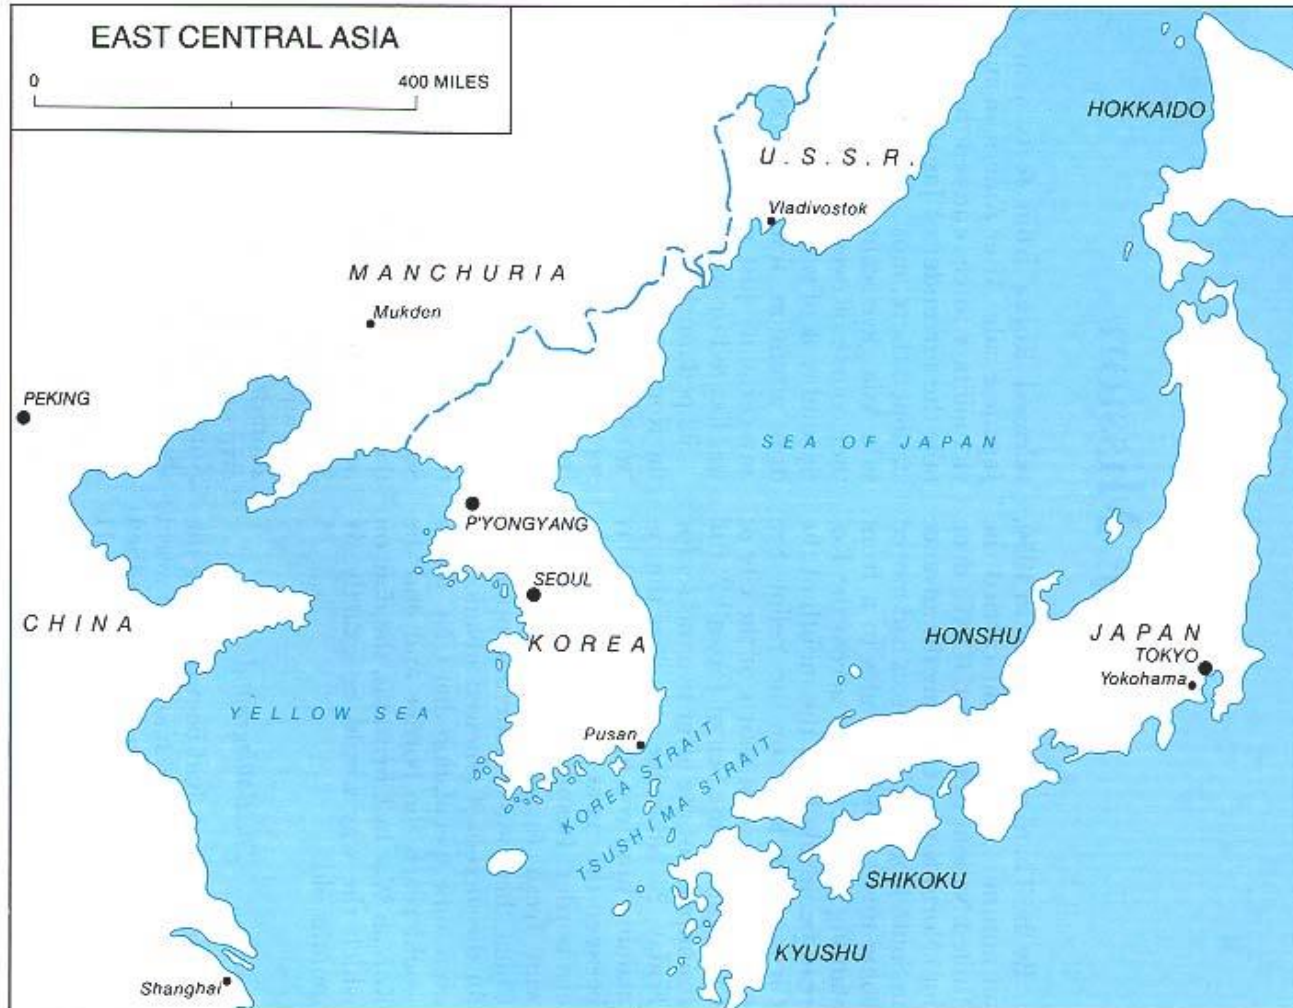 EAST CENTRAL ASIA
0 400 MILES
HOKKAIDO
U.S.S.R.
Vladivostok
MANCHURIA
Mukden
PEKING
SEA OF JAPAN
P'YONGYANG
SEOUL
CHINA
KOREA
HONSHU
JAPAN
TOKYO
Yokohama
YELLOW SEA
Pusan
KOREA STRAIT
TSUSHIMA STRAIT
SHIKOKU
KYUSHU
Shanghai